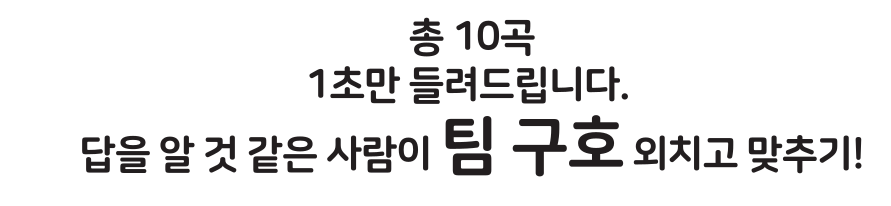 총 10곡
1초만 들려드립니다.
답을 알 것 같은 사람이 팀 구호 외치고 맞추기!